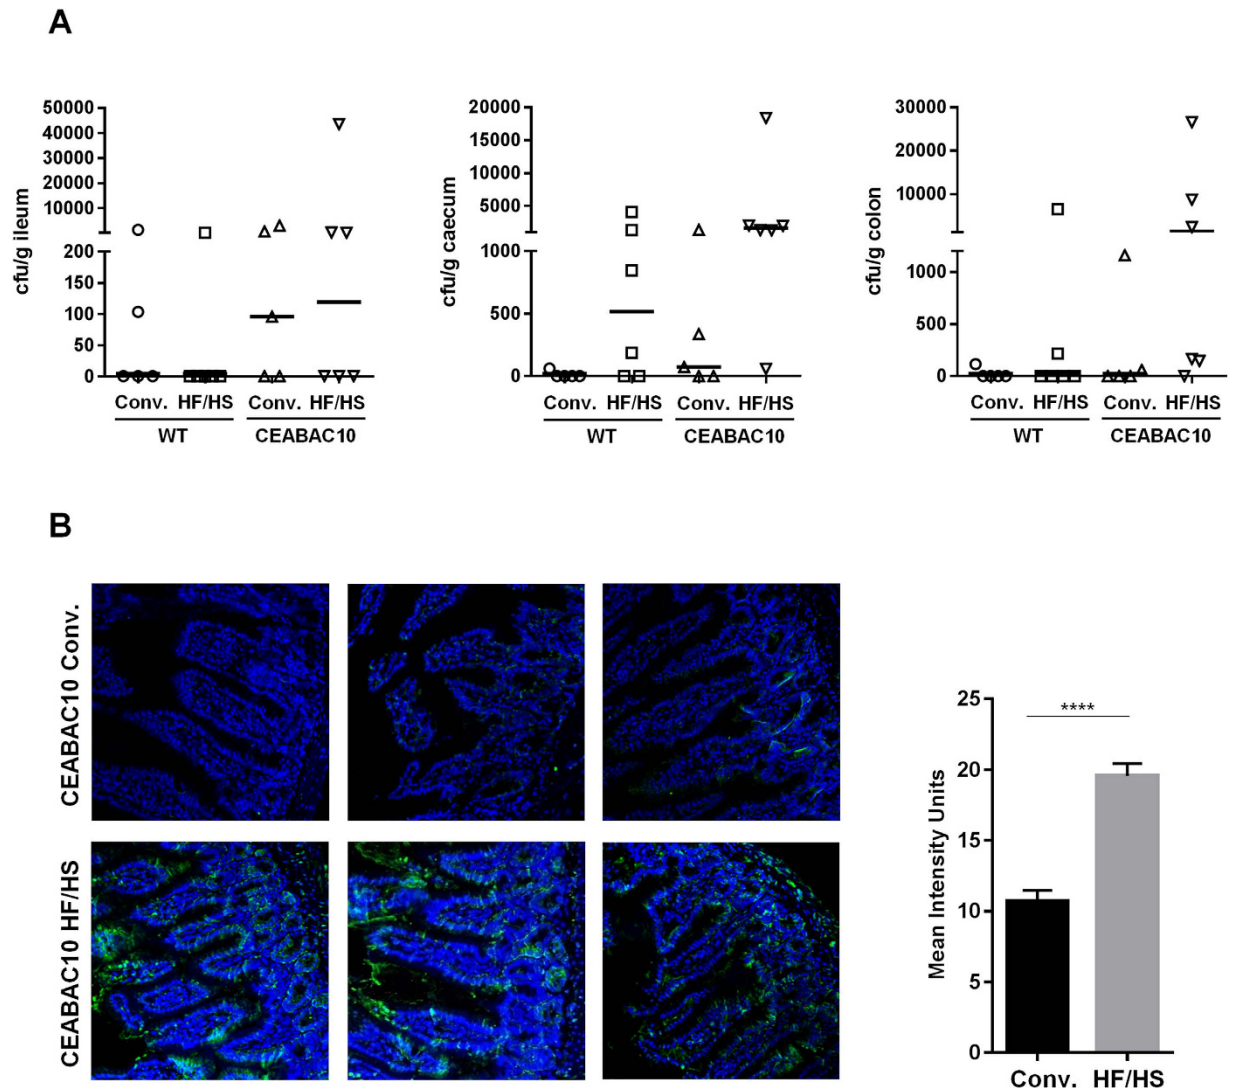 A
cfu/g ileum
50000
40000
30000
20000
10000
200
150
100
50
0
Conv. HF/HS Conv. HF/HS
WT CEABAC10
cfu/g caecum
20000
15000
10000
5000
1000
500
0
Conv. HF/HS Conv. HF/HS
WT CEABAC10
cfu/g colon
30000
20000
10000
1000
500
0
Conv. HF/HS Conv. HF/HS
WT CEABAC10
B
CEABAC10 Conv.
CEABAC10 HF/HS
Mean Intensity Units
25
20
15
10
5
0
****
Conv. HF/HS